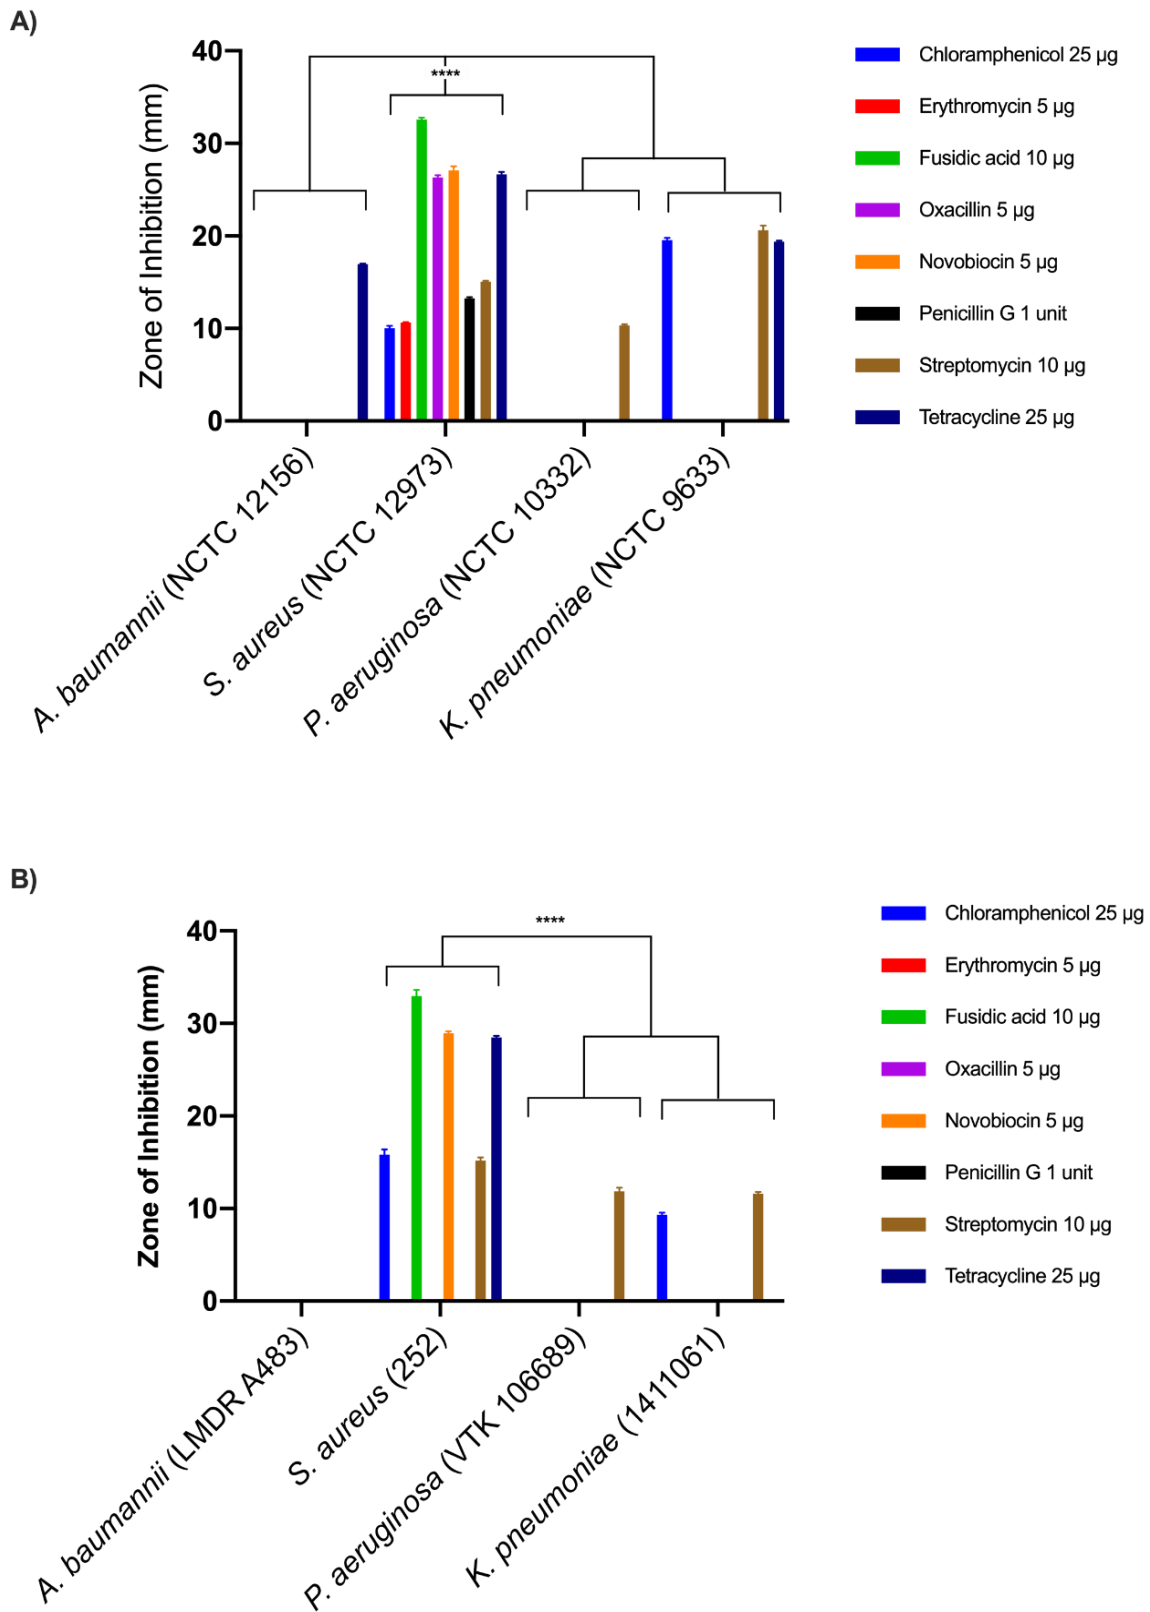 A)
Zone of Inhibition (mm)
40
30
20
10
0
****
A. baumannii (NCTC 12156)
S. aureus (NCTC 12973)
P. aeruginosa (NCTC 10332)
K. pneumoniae (NCTC 9633)
Chloramphenicol 25 µg
Erythromycin 5 µg
Fusidic acid 10 µg
Oxacillin 5 µg
Novobiocin 5 µg
Penicillin G 1 unit
Streptomycin 10 µg
Tetracycline 25 µg
B)
Zone of Inhibition (mm)
40
30
20
10
0
****
A. baumannii (LMDR A483)
S. aureus (252)
P. aeruginosa (VTK 106689)
K. pneumoniae (1411061)
Chloramphenicol 25 µg
Erythromycin 5 µg
Fusidic acid 10 µg
Oxacillin 5 µg
Novobiocin 5 µg
Penicillin G 1 unit
Streptomycin 10 µg
Tetracycline 25 µg